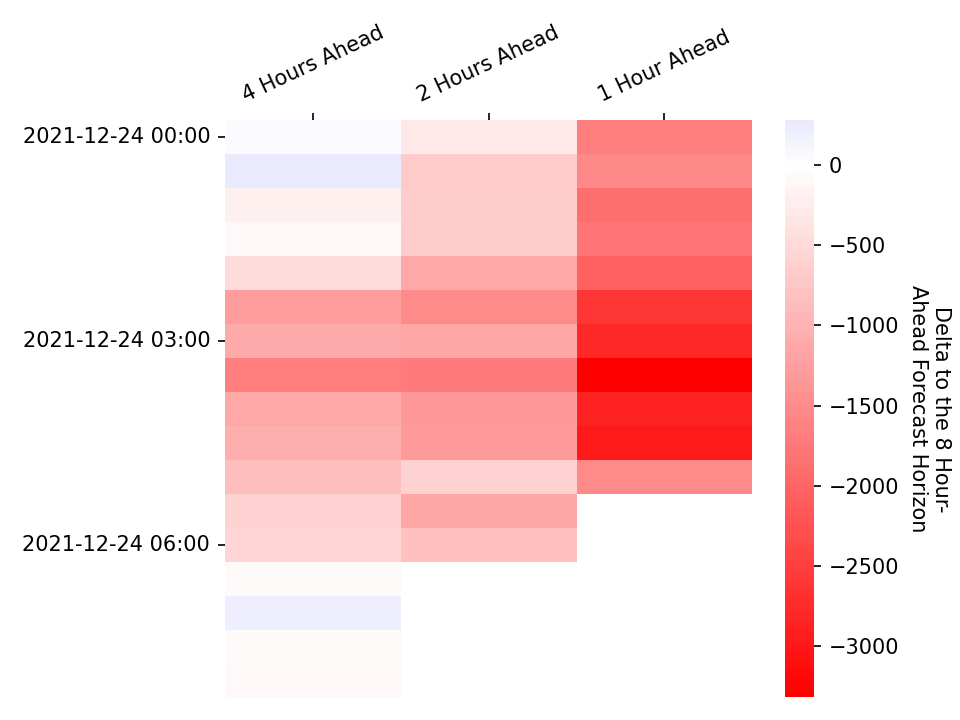 4 Hours Ahead
2 Hours Ahead
1 Hour Ahead
2021-12-24 00:00
2021-12-24 03:00
2021-12-24 06:00
0
−500
−1000
−1500
−2000
−2500
−3000
Delta to the 8 Hour-
Ahead Forecast Horizon